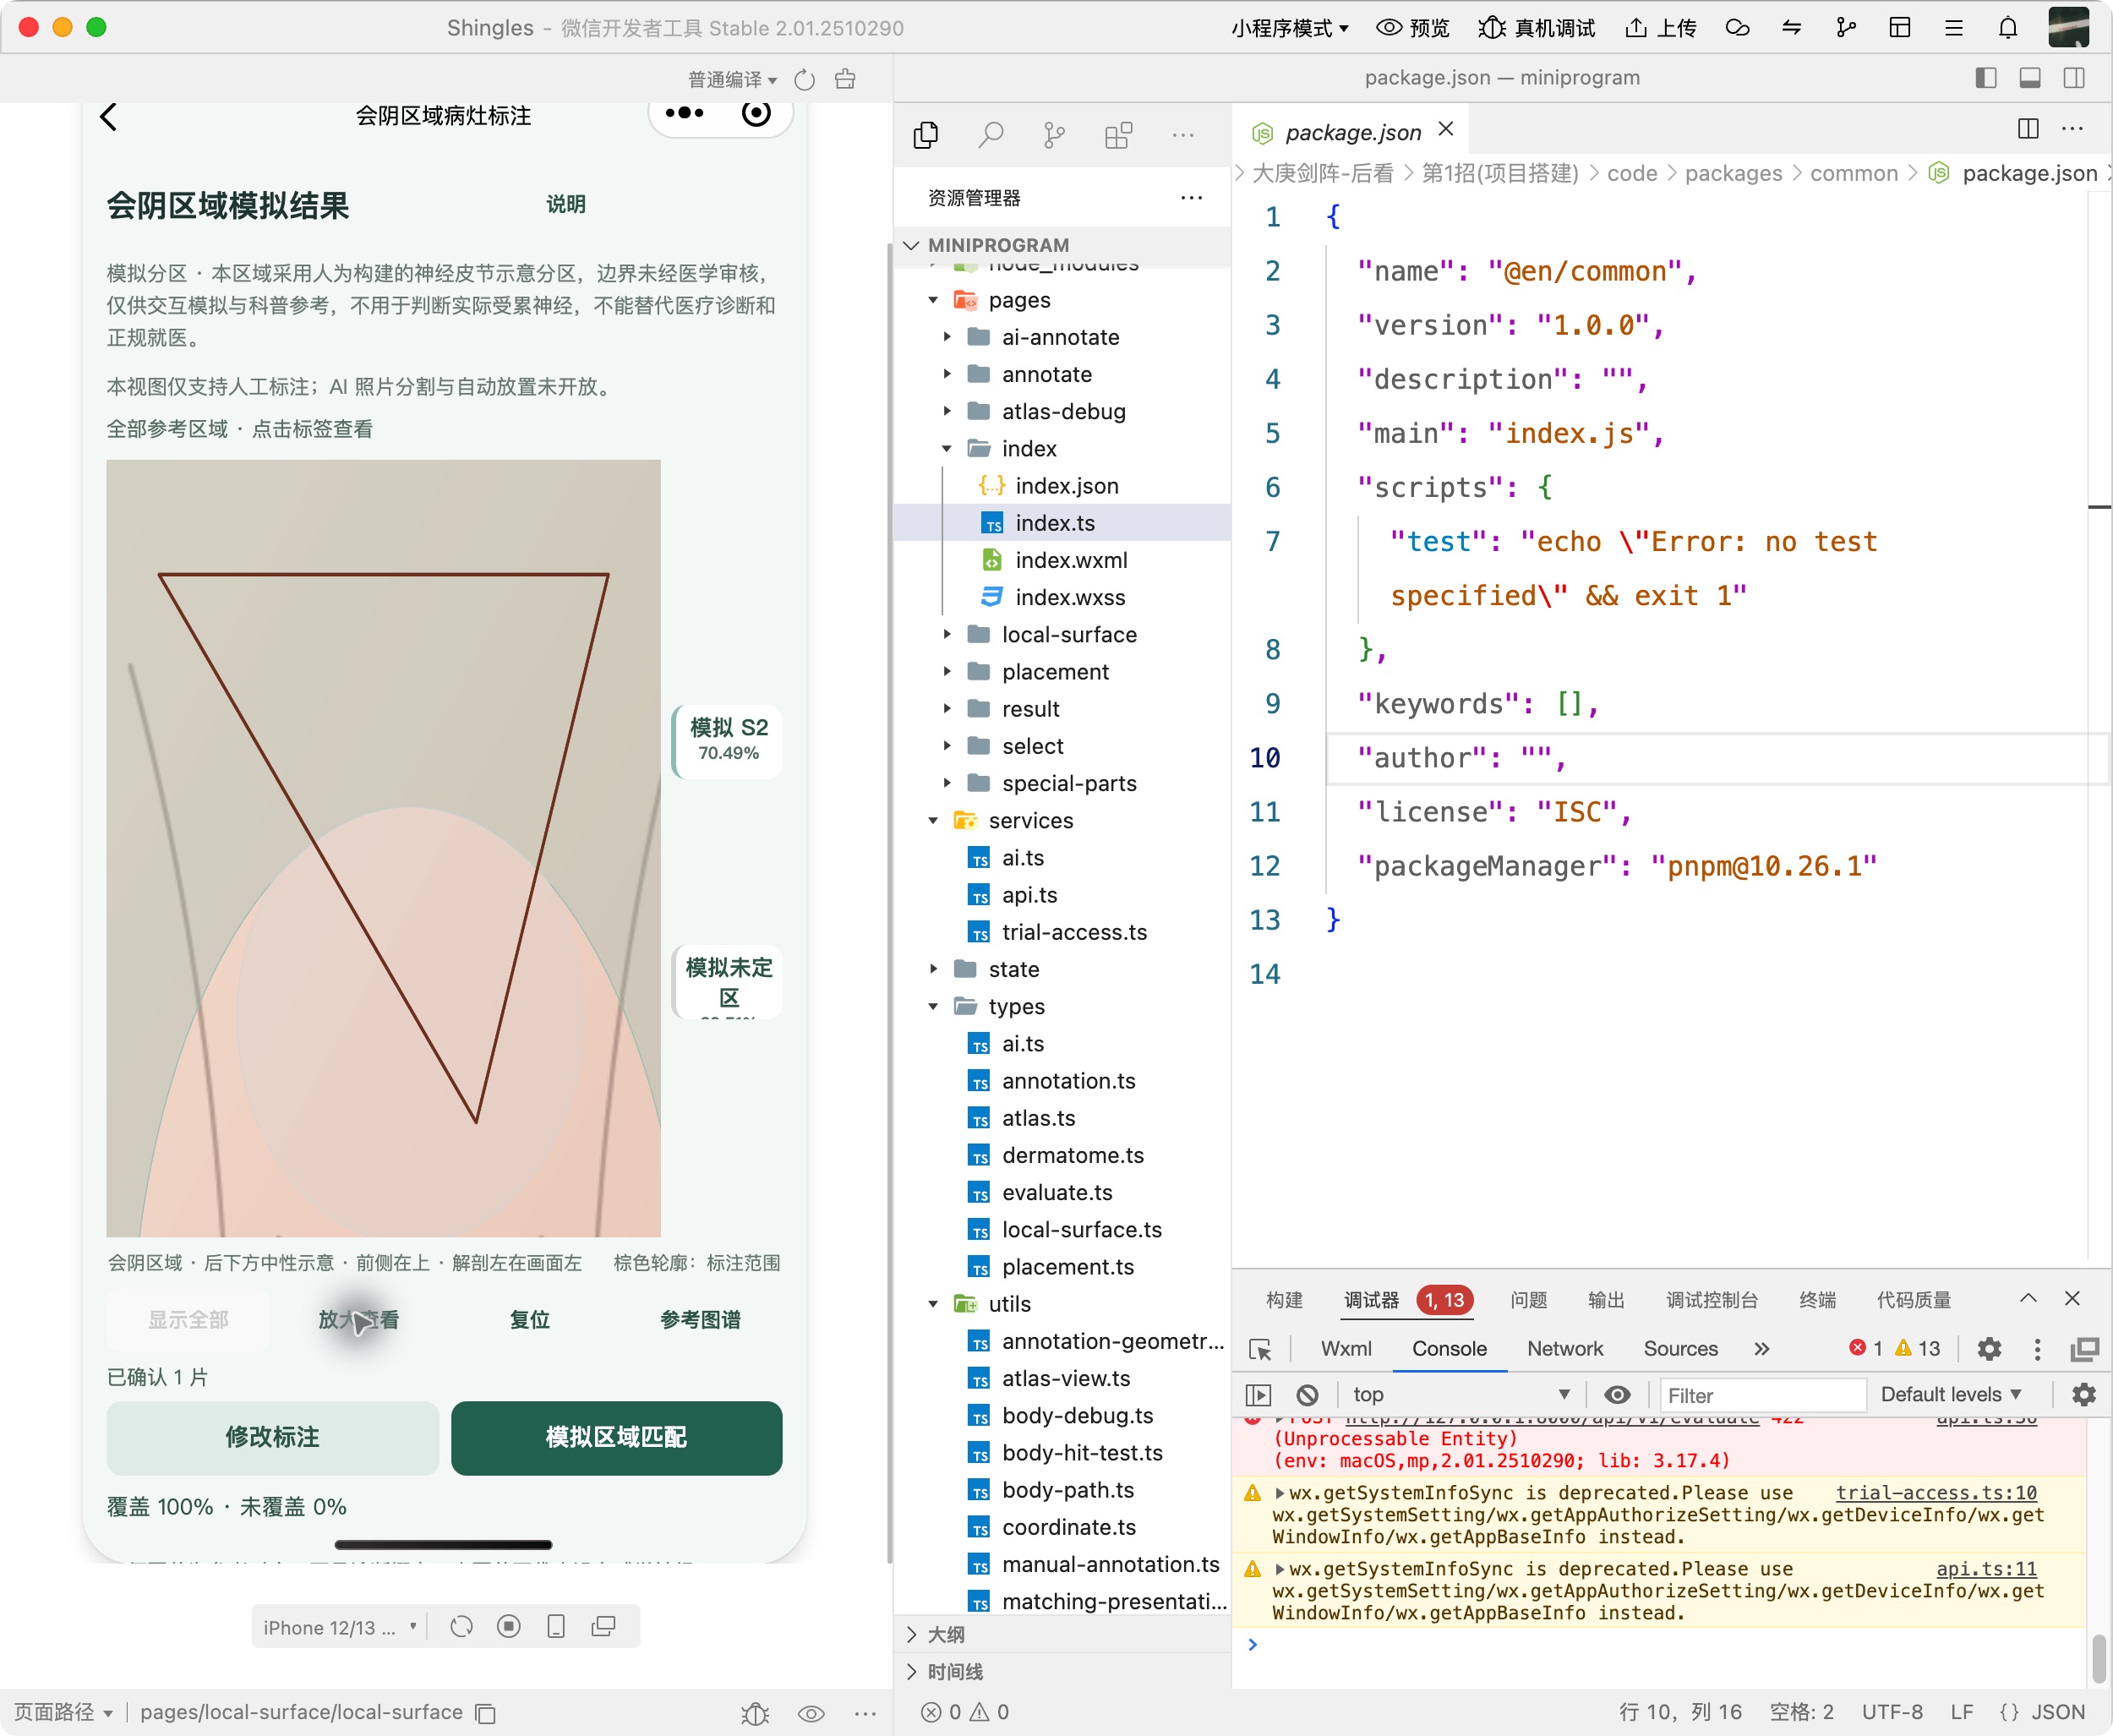 Shingles - 微信开发者工具 Stable 2.01.2510290
小程序模式 预览 真机调试 上传
普通编译
package.json — miniprogram
会阴区域病灶标注
会阴区域模拟结果 说明
模拟分区 · 本区域采用人为构建的神经皮节示意分区，边界未经医学审核，
仅供交互模拟与科普参考，不用于判断实际受累神经，不能替代医疗诊断和
正规就医。
本视图仅支持人工标注；AI 照片分割与自动放置未开放。
全部参考区域 · 点击标签查看
模拟 S2
70.49%
模拟未定
区
会阴区域 · 后下方中性示意 · 前侧在上 · 解剖左在画面左 棕色轮廓：标注范围
显示全部 放大查看 复位 参考图谱
已确认 1 片
修改标注 模拟区域匹配
覆盖 100% · 未覆盖 0%
iPhone 12/13 ...
页面路径 pages/local-surface/local-surface
资源管理器
MINIPROGRAM
node_modules
pages
ai-annotate
annotate
atlas-debug
index
index.json
index.ts
index.wxml
index.wxss
local-surface
placement
result
select
special-parts
services
ai.ts
api.ts
trial-access.ts
state
types
ai.ts
annotation.ts
atlas.ts
dermatome.ts
evaluate.ts
local-surface.ts
placement.ts
utils
annotation-geometr...
atlas-view.ts
body-debug.ts
body-hit-test.ts
body-path.ts
coordinate.ts
manual-annotation.ts
matching-presentati...
大纲
时间线
0 0
package.json
大庚剑阵-后看 > 第1招(项目搭建) > code > packages > common > package.json
1 {
2 "name": "@en/common",
3 "version": "1.0.0",
4 "description": "",
5 "main": "index.js",
6 "scripts": {
7 "test": "echo \"Error: no test
specified\" && exit 1"
8 },
9 "keywords": [],
10 "author": "",
11 "license": "ISC",
12 "packageManager": "pnpm@10.26.1"
13 }
14
构建 调试器 1, 13 问题 输出 调试控制台 终端 代码质量
Wxml Console Network Sources 1 13
top Filter Default levels
POST http://127.0.0.1:8000/api/v1/evaluate 422 api.ts:36
(Unprocessable Entity)
(env: macOS,mp,2.01.2510290; lib: 3.17.4)
wx.getSystemInfoSync is deprecated.Please use trial-access.ts:10
wx.getSystemSetting/wx.getAppAuthorizeSetting/wx.getDeviceInfo/wx.get
WindowInfo/wx.getAppBaseInfo instead.
wx.getSystemInfoSync is deprecated.Please use api.ts:11
wx.getSystemSetting/wx.getAppAuthorizeSetting/wx.getDeviceInfo/wx.get
WindowInfo/wx.getAppBaseInfo instead.
行 10，列 16 空格: 2 UTF-8 LF {} JSON